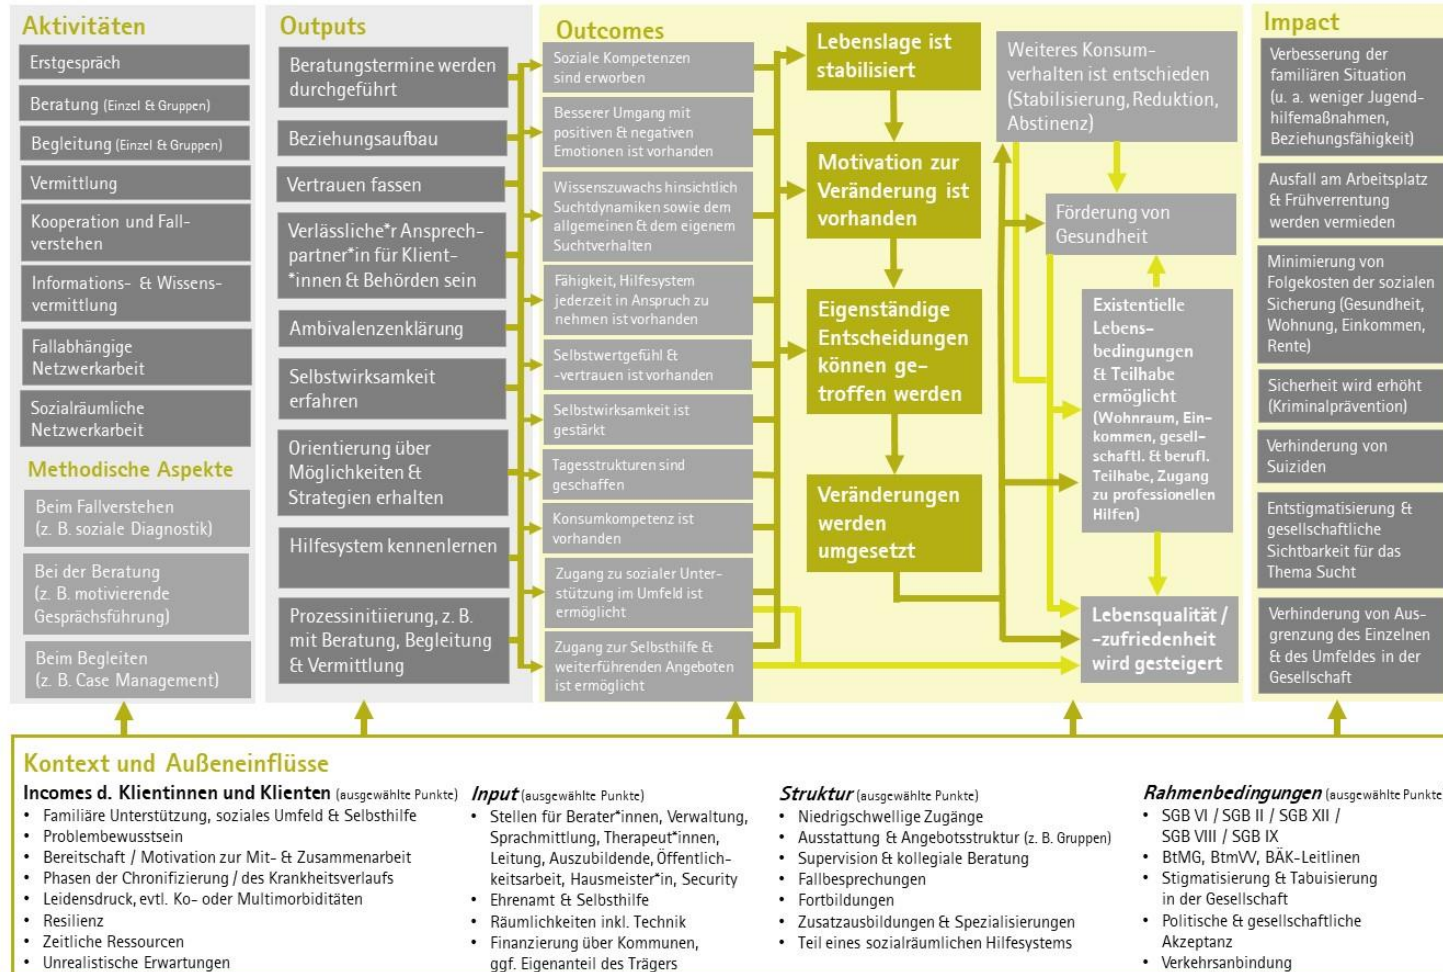 Aktivitäten
Erstgespräch
Beratung (Einzel & Gruppen)
Begleitung (Einzel & Gruppen)
Vermittlung
Kooperation und Fall-
verstehen
Informations- & Wissens-
vermittlung
Fallabhängige
Netzwerkarbeit
Sozialräumliche
Netzwerkarbeit
Methodische Aspekte
Beim Fallverstehen
(z. B. soziale Diagnostik)
Bei der Beratung
(z. B. motivierende
Gesprächsführung)
Beim Begleiten
(z. B. Case Management)
Outputs
Beratungstermine werden
durchgeführt
Beziehungsaufbau
Vertrauen fassen
Verlässliche*r Ansprech-
partner*in für Klient-
*innen & Behörden sein
Ambivalenzenklärung
Selbstwirksamkeit
erfahren
Orientierung über
Möglichkeiten &
Strategien erhalten
Hilfesystem kennenlernen
Prozessinitiierung, z. B.
mit Beratung, Begleitung
& Vermittlung
Outcomes
Soziale Kompetenzen
sind erworben
Besserer Umgang mit
positiven & negativen
Emotionen ist vorhanden
Wissenszuwachs hinsichtlich
Suchtdynamiken sowie dem
allgemeinen & dem eigenem
Suchtverhalten
Fähigkeit, Hilfesystem
jederzeit in Anspruch zu
nehmen ist vorhanden
Selbstwertgefühl &
-vertrauen ist vorhanden
Selbstwirksamkeit ist
gestärkt
Tagesstrukturen sind
geschaffen
Konsumkompetenz ist
vorhanden
Zugang zu sozialer Unter-
stützung im Umfeld ist
ermöglicht
Zugang zur Selbsthilfe &
weiterführenden Angeboten
ist ermöglicht
Lebenslage ist
stabilisiert
Motivation zur
Veränderung ist
vorhanden
Eigenständige
Entscheidungen
können ge-
troffen werden
Veränderungen
werden
umgesetzt
Weiteres Konsum-
verhalten ist entschieden
(Stabilisierung, Reduktion,
Abstinenz)
Förderung von
Gesundheit
Existentielle
Lebens-
bedingungen
& Teilhabe
ermöglicht
(Wohnraum, Ein-
kommen, gesell-
schaftl. & berufl.
Teilhabe, Zugang
zu professionellen
Hilfen)
Lebensqualität /
-zufriedenheit
wird gesteigert
Impact
Verbesserung der
familiären Situation
(u. a. weniger Jugend-
hilfemaßnahmen,
Beziehungsfähigkeit)
Ausfall am Arbeitsplatz
& Frühverrentung
werden vermieden
Minimierung von
Folgekosten der sozialen
Sicherung (Gesundheit,
Wohnung, Einkommen,
Rente)
Sicherheit wird erhöht
(Kriminalprävention)
Verhinderung von
Suiziden
Entstigmatisierung &
gesellschaftliche
Sichtbarkeit für das
Thema Sucht
Verhinderung von Aus-
grenzung des Einzelnen
& des Umfeldes in der
Gesellschaft
Kontext und Außeneinflüsse
Incomes d. Klientinnen und Klienten (ausgewählte Punkte)
• Familiäre Unterstützung, soziales Umfeld & Selbsthilfe
• Problembewusstsein
• Bereitschaft / Motivation zur Mit- & Zusammenarbeit
• Phasen der Chronifizierung / des Krankheitsverlaufs
• Leidensdruck, evtl. Ko- oder Multimorbiditäten
• Resilienz
• Zeitliche Ressourcen
• Unrealistische Erwartungen
Input (ausgewählte Punkte)
• Stellen für Berater*innen, Verwaltung,
Sprachmittlung, Therapeut*innen,
Leitung, Auszubildende, Öffentlich-
keitsarbeit, Hausmeister*in, Security
• Ehrenamt & Selbsthilfe
• Räumlichkeiten inkl. Technik
• Finanzierung über Kommunen,
ggf. Eigenanteil des Trägers
Struktur (ausgewählte Punkte)
• Niedrigschwellige Zugänge
• Ausstattung & Angebotsstruktur (z. B. Gruppen)
• Supervision & kollegiale Beratung
• Fallbesprechungen
• Fortbildungen
• Zusatzausbildungen & Spezialisierungen
• Teil eines sozialräumlichen Hilfesystems
Rahmenbedingungen (ausgewählte Punkte
• SGB VI / SGB II / SGB XII /
SGB VIII / SGB IX
• BtMG, BtmVV, BÄK-Leitlinen
• Stigmatisierung & Tabuisierung
in der Gesellschaft
• Politische & gesellschaftliche
Akzeptanz
• Verkehrsanbindung